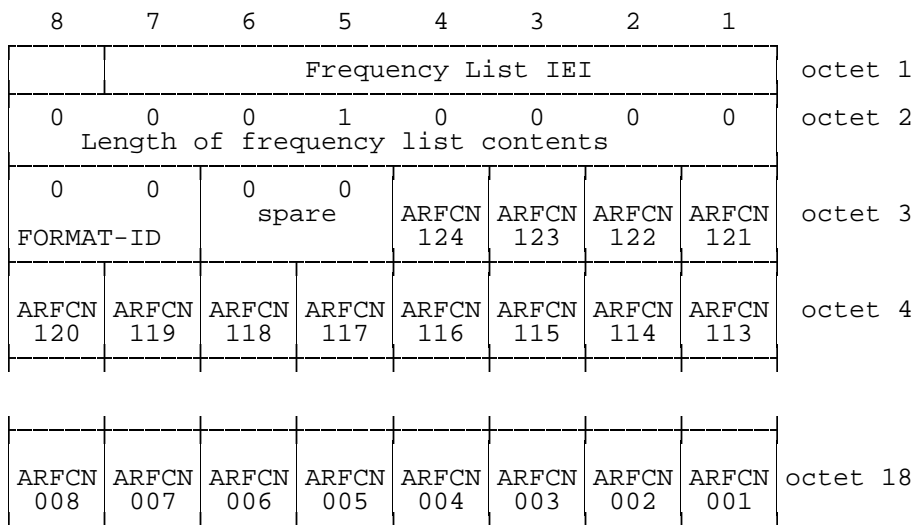 8 7 6 5 4 3 2 1
Frequency List IEI octet 1
0 0 0 1 0 0 0 0 octet 2
Length of frequency list contents
0 0 0 0
spare ARFCN ARFCN ARFCN ARFCN octet 3
FORMAT-ID 124 123 122 121
ARFCN ARFCN ARFCN ARFCN ARFCN ARFCN ARFCN ARFCN octet 4
120 119 118 117 116 115 114 113
ARFCN ARFCN ARFCN ARFCN ARFCN ARFCN ARFCN ARFCN octet 18
008 007 006 005 004 003 002 001